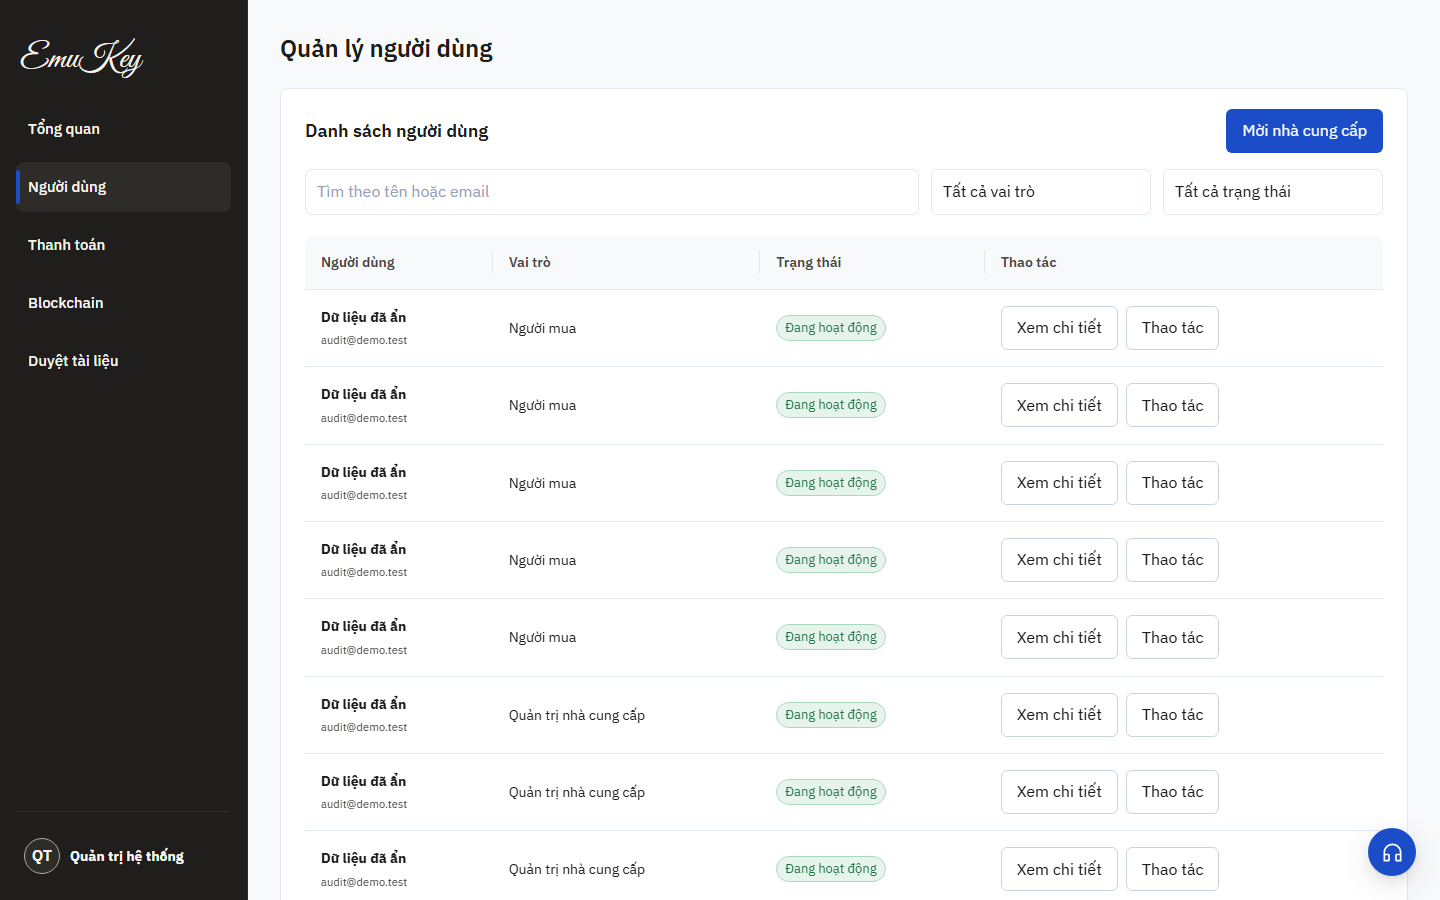 Emu Key
Tổng quan
Người dùng
Thanh toán
Blockchain
Duyệt tài liệu
QT Quản trị hệ thống
Quản lý người dùng
Danh sách người dùng
Mời nhà cung cấp
Tìm theo tên hoặc email
Tất cả vai trò
Tất cả trạng thái
Người dùng Vai trò Trạng thái Thao tác
Dữ liệu đã ẩn
audit@demo.test
Người mua Đang hoạt động Xem chi tiết Thao tác
Dữ liệu đã ẩn
audit@demo.test
Người mua Đang hoạt động Xem chi tiết Thao tác
Dữ liệu đã ẩn
audit@demo.test
Người mua Đang hoạt động Xem chi tiết Thao tác
Dữ liệu đã ẩn
audit@demo.test
Người mua Đang hoạt động Xem chi tiết Thao tác
Dữ liệu đã ẩn
audit@demo.test
Người mua Đang hoạt động Xem chi tiết Thao tác
Dữ liệu đã ẩn
audit@demo.test
Quản trị nhà cung cấp Đang hoạt động Xem chi tiết Thao tác
Dữ liệu đã ẩn
audit@demo.test
Quản trị nhà cung cấp Đang hoạt động Xem chi tiết Thao tác
Dữ liệu đã ẩn
audit@demo.test
Quản trị nhà cung cấp Đang hoạt động Xem chi tiết Thao tác